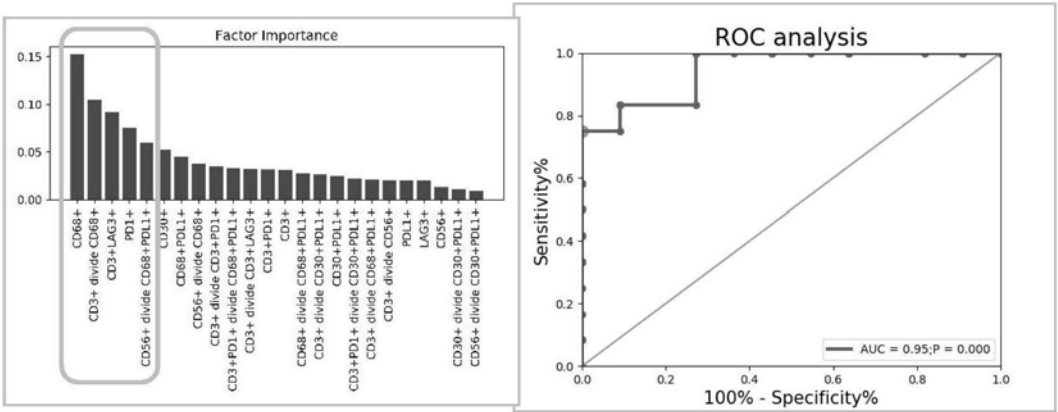 Factor Importance
0.15
0.10
0.05
0.00
CD68+
CD3+ divide CD68+
CD3+LAG3+
PD1+
CD56+ divide CD68+PDL1+
CD30+
CD68+PDL1+
CD56+ divide CD68+
CD3+ divide CD3+PD1+
CD3+PD1+ divide CD68+PDL1+
CD3+ divide CD3+LAG3+
CD3+PD1+
CD3+
CD68+ divide CD68+PDL1+
CD3+ divide CD30+PDL1+
CD30+PDL1+
CD3+PD1+ divide CD30+PDL1+
CD3+ divide CD68+PDL1+
CD3+ divide CD56+
PDL1+
LAG3+
CD56+
CD30+ divide CD30+PDL1+
CD56+ divide CD30+PDL1+
ROC analysis
Sensitivity%
1.0
0.8
0.6
0.4
0.2
0.0
AUC = 0.95;P = 0.000
0.0 0.2 0.4 0.6 0.8 1.0
100% - Specificity%